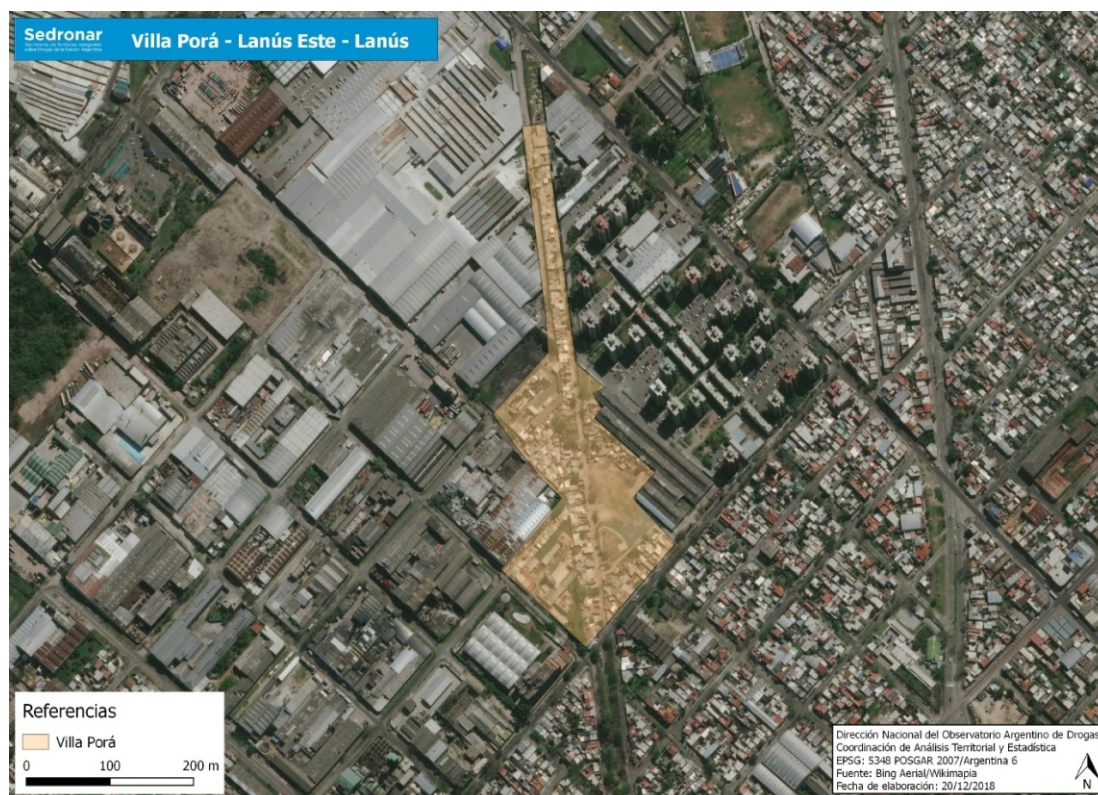 Sedronar
Secretaría de Políticas Integrales
sobre Drogas de la Nación Argentina
Villa Porá - Lanús Este - Lanús
Referencias
Villa Porá
0 100 200 m
Dirección Nacional del Observatorio Argentino de Drogas
Coordinación de Análisis Territorial y Estadística
EPSG: 5348 POSGAR 2007/Argentina 6
Fuente: Bing Aerial/Wikimapia
Fecha de elaboración: 20/12/2018
N